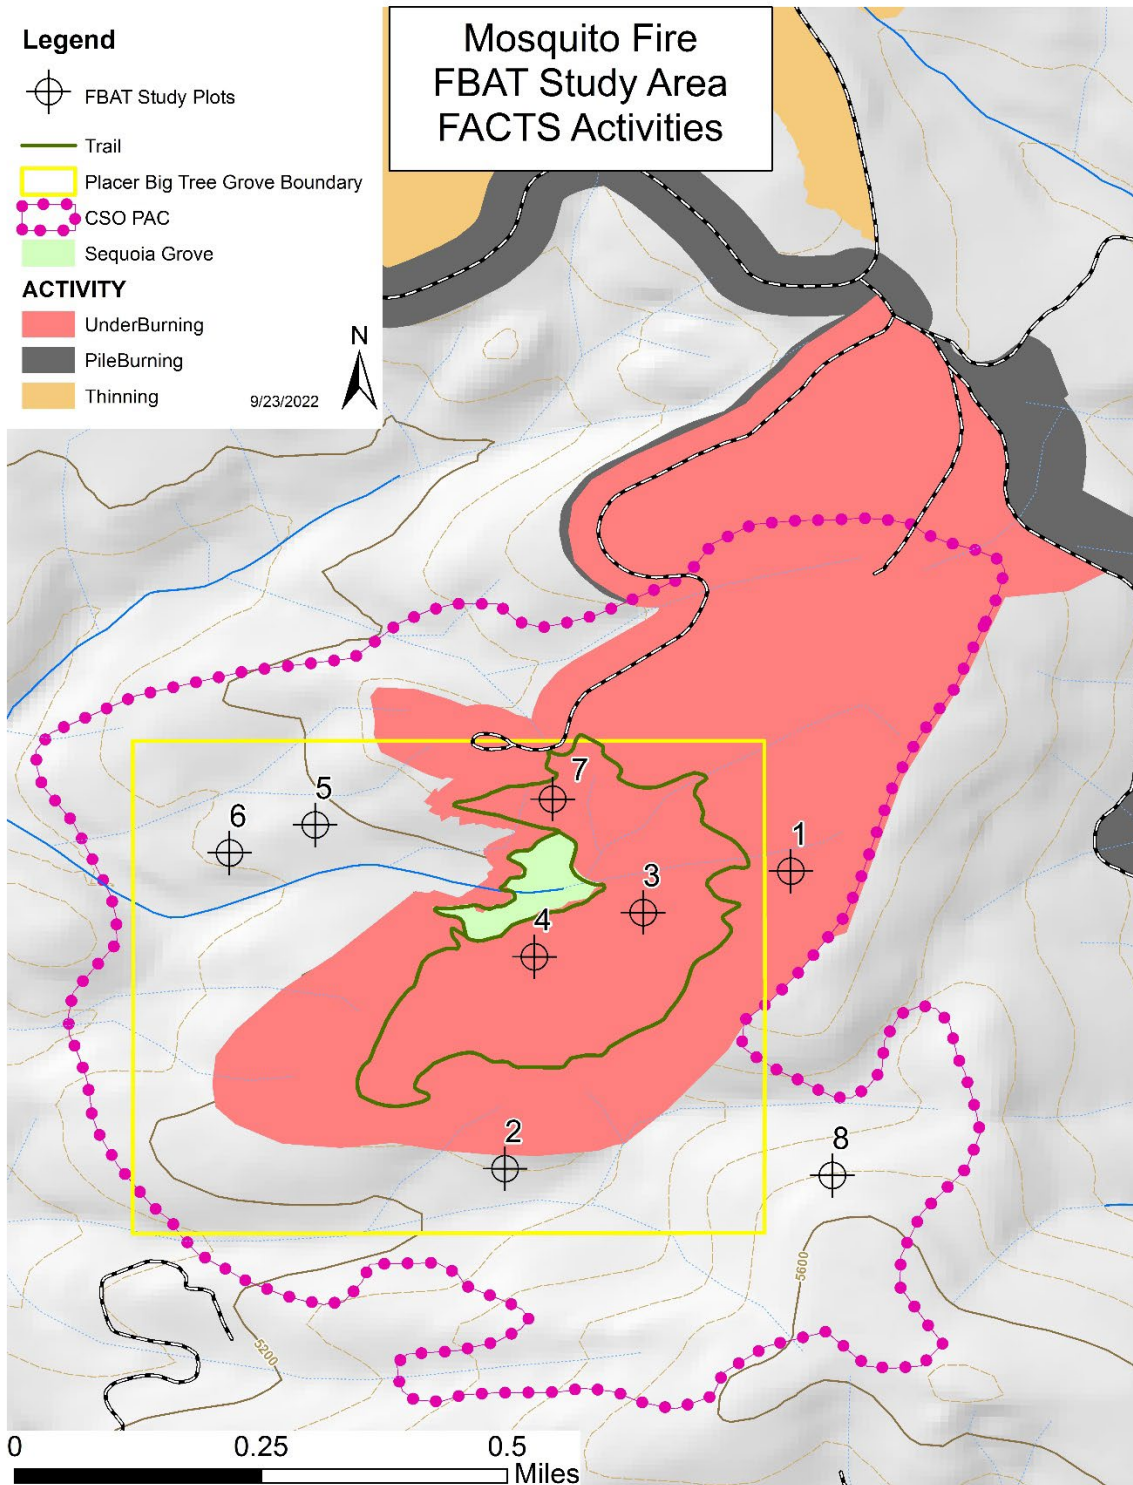 Mosquito Fire
FBAT Study Area
FACTS Activities
Legend
FBAT Study Plots
Trail
Placer Big Tree Grove Boundary
CSO PAC
Sequoia Grove
ACTIVITY
UnderBurning
PileBurning
Thinning
N
9/23/2022
7
5
6
1
3
4
2
8
5600
5200
0 0.25 0.5
Miles